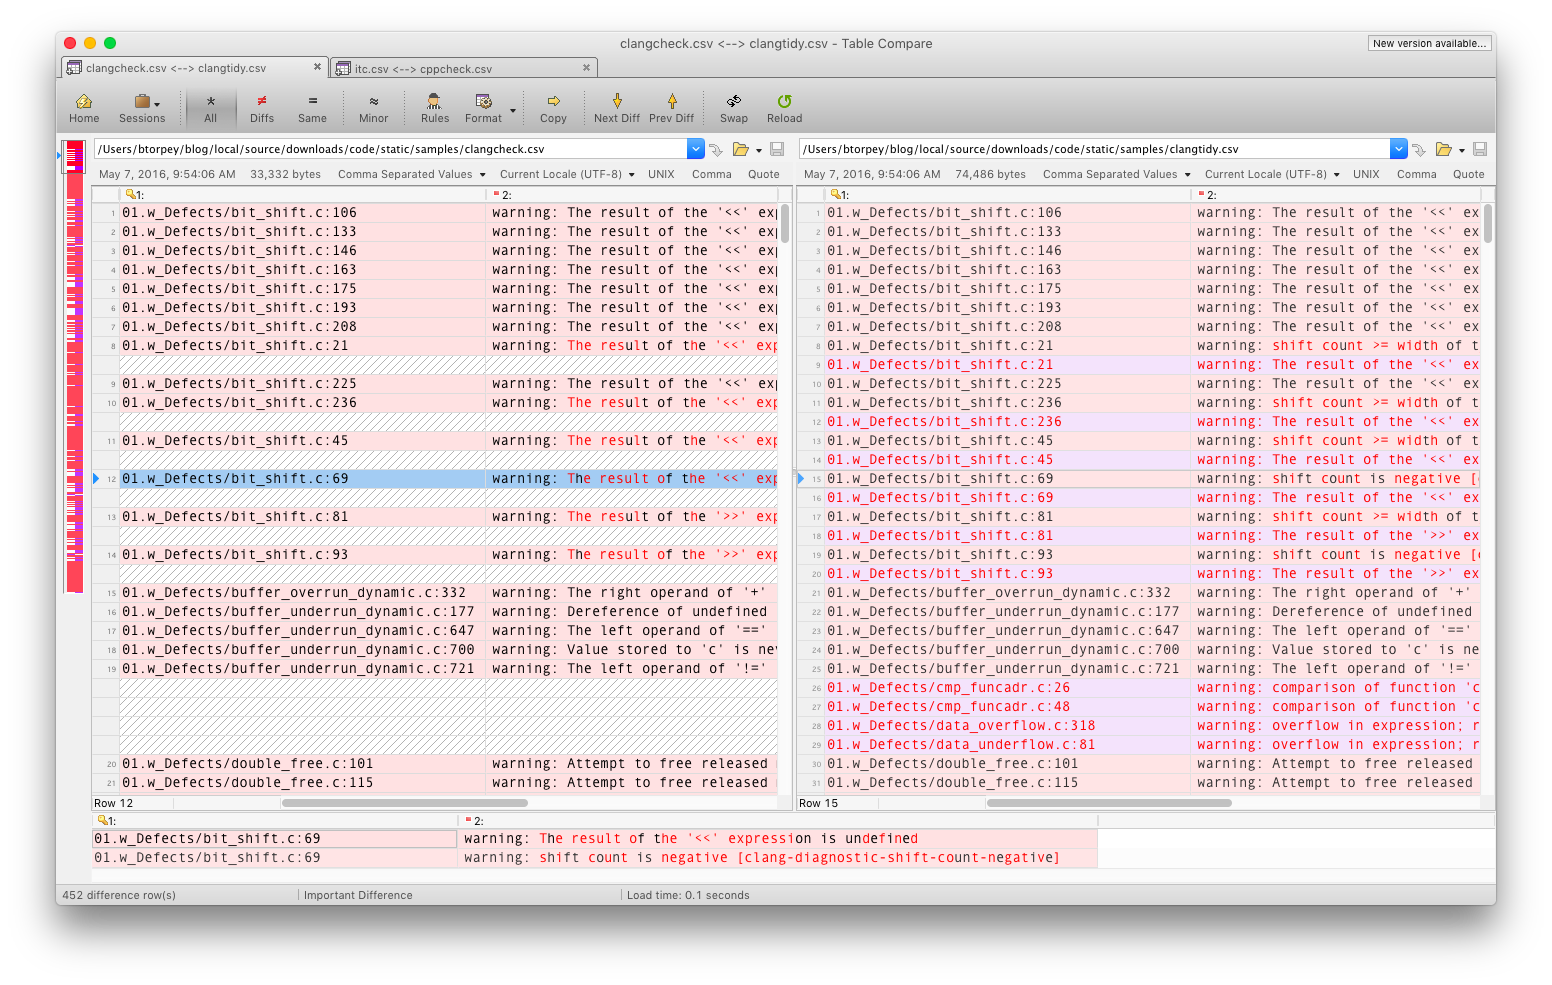 clangcheck.csv <--> clangtidy.csv - Table Compare
New version available...
clangcheck.csv <--> clangtidy.csv
itc.csv <--> cppcheck.csv
Home Sessions All Diffs Same Minor Rules Format Copy Next Diff Prev Diff Swap Reload
/Users/btorpey/blog/local/source/downloads/code/static/samples/clangcheck.csv
May 7, 2016, 9:54:06 AM 33,332 bytes Comma Separated Values Current Locale (UTF-8) UNIX Comma Quote
1: 2:
1 01.w_Defects/bit_shift.c:106 warning: The result of the '<<' exp
2 01.w_Defects/bit_shift.c:133 warning: The result of the '<<' exp
3 01.w_Defects/bit_shift.c:146 warning: The result of the '<<' exp
4 01.w_Defects/bit_shift.c:163 warning: The result of the '<<' exp
5 01.w_Defects/bit_shift.c:175 warning: The result of the '<<' exp
6 01.w_Defects/bit_shift.c:193 warning: The result of the '<<' exp
7 01.w_Defects/bit_shift.c:208 warning: The result of the '<<' exp
8 01.w_Defects/bit_shift.c:21 warning: The result of the '<<' exp
9 01.w_Defects/bit_shift.c:225 warning: The result of the '<<' exp
10 01.w_Defects/bit_shift.c:236 warning: The result of the '<<' exp
11 01.w_Defects/bit_shift.c:45 warning: The result of the '<<' exp
12 01.w_Defects/bit_shift.c:69 warning: The result of the '<<' exp
13 01.w_Defects/bit_shift.c:81 warning: The result of the '>>' exp
14 01.w_Defects/bit_shift.c:93 warning: The result of the '>>' exp
15 01.w_Defects/buffer_overrun_dynamic.c:332 warning: The right operand of '+'
16 01.w_Defects/buffer_underrun_dynamic.c:177 warning: Dereference of undefined
17 01.w_Defects/buffer_underrun_dynamic.c:647 warning: The left operand of '=='
18 01.w_Defects/buffer_underrun_dynamic.c:700 warning: Value stored to 'c' is nev
19 01.w_Defects/buffer_underrun_dynamic.c:721 warning: The left operand of '!='
20 01.w_Defects/double_free.c:101 warning: Attempt to free released
21 01.w_Defects/double_free.c:115 warning: Attempt to free released
Row 12
/Users/btorpey/blog/local/source/downloads/code/static/samples/clangtidy.csv
May 7, 2016, 9:54:06 AM 74,486 bytes Comma Separated Values Current Locale (UTF-8) UNIX Comma Quote
1: 2:
1 01.w_Defects/bit_shift.c:106 warning: The result of the '<<' ex
2 01.w_Defects/bit_shift.c:133 warning: The result of the '<<' ex
3 01.w_Defects/bit_shift.c:146 warning: The result of the '<<' ex
4 01.w_Defects/bit_shift.c:163 warning: The result of the '<<' ex
5 01.w_Defects/bit_shift.c:175 warning: The result of the '<<' ex
6 01.w_Defects/bit_shift.c:193 warning: The result of the '<<' ex
7 01.w_Defects/bit_shift.c:208 warning: The result of the '<<' ex
8 01.w_Defects/bit_shift.c:21 warning: shift count >= width of t
9 01.w_Defects/bit_shift.c:21 warning: The result of the '<<' ex
10 01.w_Defects/bit_shift.c:225 warning: The result of the '<<' ex
11 01.w_Defects/bit_shift.c:236 warning: shift count >= width of t
12 01.w_Defects/bit_shift.c:236 warning: The result of the '<<' ex
13 01.w_Defects/bit_shift.c:45 warning: shift count >= width of t
14 01.w_Defects/bit_shift.c:45 warning: The result of the '<<' ex
15 01.w_Defects/bit_shift.c:69 warning: shift count is negative [
16 01.w_Defects/bit_shift.c:69 warning: The result of the '<<' ex
17 01.w_Defects/bit_shift.c:81 warning: shift count >= width of t
18 01.w_Defects/bit_shift.c:81 warning: The result of the '>>' ex
19 01.w_Defects/bit_shift.c:93 warning: shift count is negative [
20 01.w_Defects/bit_shift.c:93 warning: The result of the '>>' ex
21 01.w_Defects/buffer_overrun_dynamic.c:332 warning: The right operand of '+'
22 01.w_Defects/buffer_underrun_dynamic.c:177 warning: Dereference of undefined
23 01.w_Defects/buffer_underrun_dynamic.c:647 warning: The left operand of '=='
24 01.w_Defects/buffer_underrun_dynamic.c:700 warning: Value stored to 'c' is ne
25 01.w_Defects/buffer_underrun_dynamic.c:721 warning: The left operand of '!='
26 01.w_Defects/cmp_funcadr.c:26 warning: comparison of function 'c
27 01.w_Defects/cmp_funcadr.c:48 warning: comparison of function 'c
28 01.w_Defects/data_overflow.c:318 warning: overflow in expression; r
29 01.w_Defects/data_underflow.c:81 warning: overflow in expression; r
30 01.w_Defects/double_free.c:101 warning: Attempt to free released
31 01.w_Defects/double_free.c:115 warning: Attempt to free released
Row 15
1: 2:
01.w_Defects/bit_shift.c:69 warning: The result of the '<<' expression is undefined
01.w_Defects/bit_shift.c:69 warning: shift count is negative [clang-diagnostic-shift-count-negative]
452 difference row(s) Important Difference Load time: 0.1 seconds